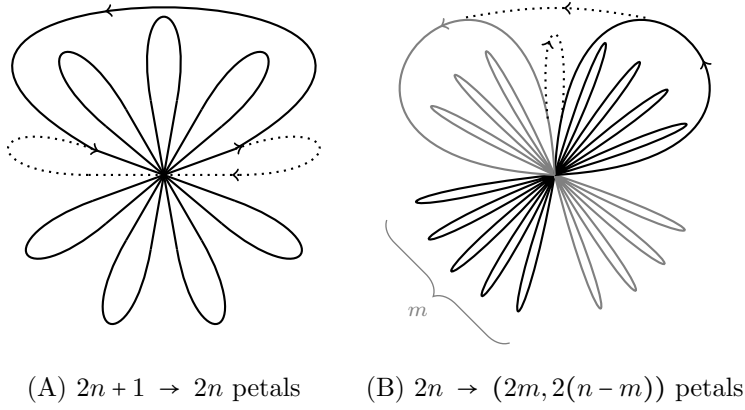 m
(A) 2n + 1 → 2n petals
(B) 2n → (2m, 2(n − m)) petals